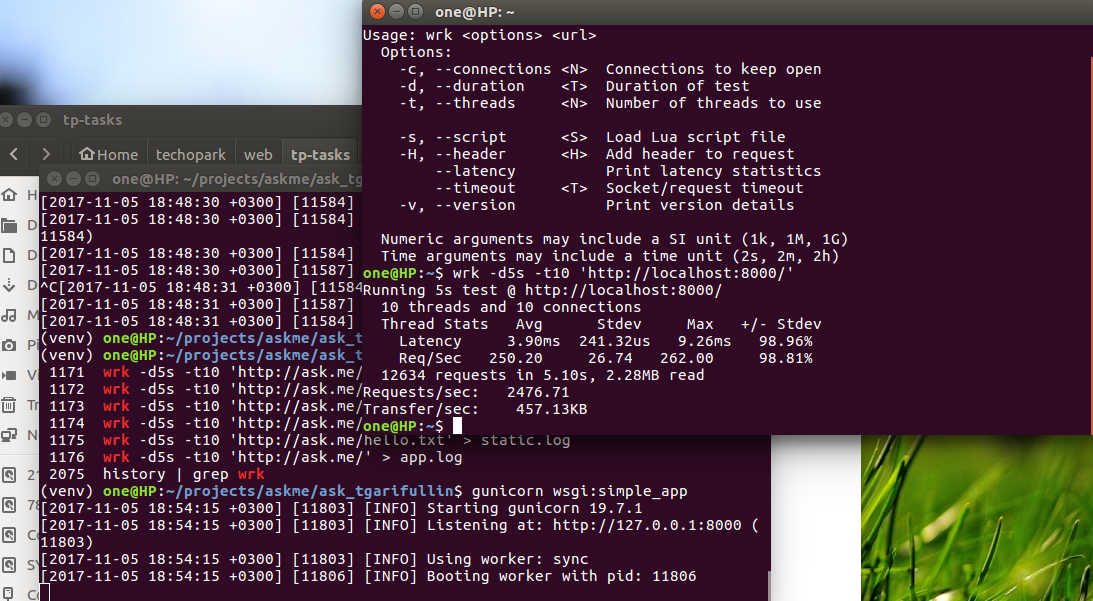 one@HP: ~
Usage: wrk <options> <url>
  Options:
    -c, --connections <N>  Connections to keep open
    -d, --duration    <T>  Duration of test
    -t, --threads     <N>  Number of threads to use
    -s, --script      <S>  Load Lua script file
    -H, --header      <H>  Add header to request
        --latency          Print latency statistics
        --timeout     <T>  Socket/request timeout
    -v, --version          Print version details
  Numeric arguments may include a SI unit (1k, 1M, 1G)
  Time arguments may include a time unit (2s, 2m, 2h)
one@HP:~$ wrk -d5s -t10 'http://localhost:8000/'
Running 5s test @ http://localhost:8000/
  10 threads and 10 connections
  Thread Stats   Avg      Stdev     Max   +/- Stdev
    Latency     3.90ms  241.32us   9.26ms   98.96%
    Req/Sec   250.20     26.74   262.00     98.81%
  12634 requests in 5.10s, 2.28MB read
Requests/sec:   2476.71
Transfer/sec:    457.13KB
one@HP:~$
tp-tasks
Home techopark web tp-tasks
one@HP: ~/projects/askme/ask_tg
[2017-11-05 18:48:30 +0300] [11584]
[2017-11-05 18:48:30 +0300] [11584]
11584)
[2017-11-05 18:48:30 +0300] [11584]
[2017-11-05 18:48:30 +0300] [11587]
^C[2017-11-05 18:48:31 +0300] [11584
[2017-11-05 18:48:31 +0300] [11587]
[2017-11-05 18:48:31 +0300] [11584]
(venv) one@HP:~/projects/askme/ask_t
(venv) one@HP:~/projects/askme/ask_t
 1171  wrk -d5s -t10 'http://ask.me/
 1172  wrk -d5s -t10 'http://ask.me/
 1173  wrk -d5s -t10 'http://ask.me/
 1174  wrk -d5s -t10 'http://ask.me/
 1175  wrk -d5s -t10 'http://ask.me/hello.txt' > static.log
 1176  wrk -d5s -t10 'http://ask.me/' > app.log
 2075  history | grep wrk
(venv) one@HP:~/projects/askme/ask_tgarifullin$ gunicorn wsgi:simple_app
[2017-11-05 18:54:15 +0300] [11803] [INFO] Starting gunicorn 19.7.1
[2017-11-05 18:54:15 +0300] [11803] [INFO] Listening at: http://127.0.0.1:8000 (
11803)
[2017-11-05 18:54:15 +0300] [11803] [INFO] Using worker: sync
[2017-11-05 18:54:15 +0300] [11806] [INFO] Booting worker with pid: 11806